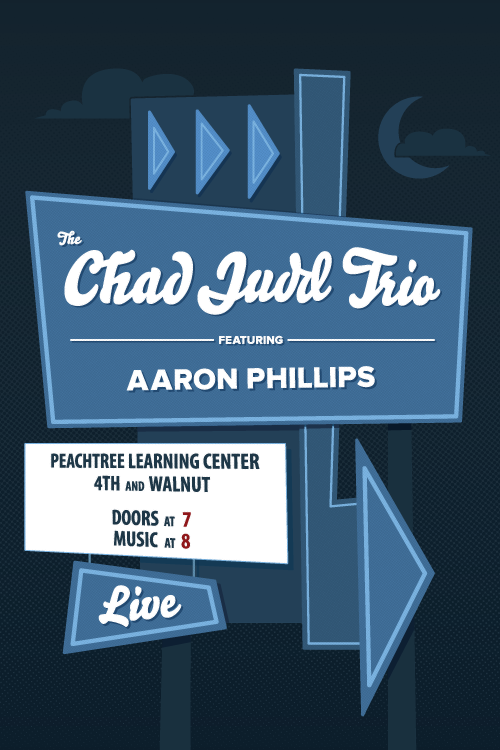 The
Chad Judd Trio
FEATURING
AARON PHILLIPS
PEACHTREE LEARNING CENTER
4TH AND WALNUT
DOORS AT 7
MUSIC AT 8
Live